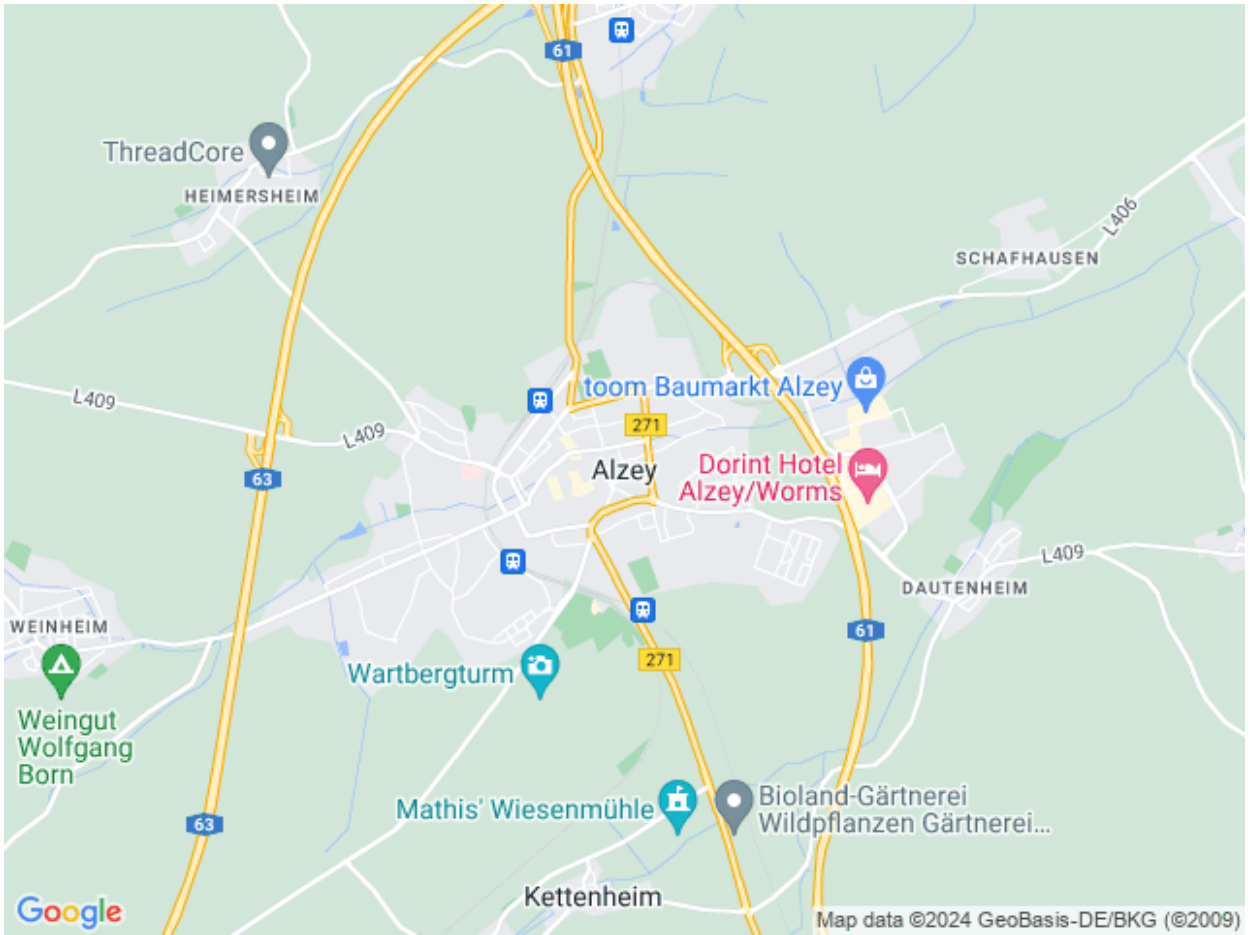 61
ThreadCore
HEIMERSHEIM
L406
SCHAFHAUSEN
toom Baumarkt Alzey
L409
L409
271
Alzey
Dorint Hotel
Alzey/Worms
63
L409
DAUTENHEIM
WEINHEIM
61
271
Wartbergturm
Weingut
Wolfgang
Born
Mathis' Wiesenmühle
Bioland-Gärtnerei
Wildpflanzen Gärtnerei...
63
Kettenheim
Google
Map data ©2024 GeoBasis-DE/BKG (©2009)